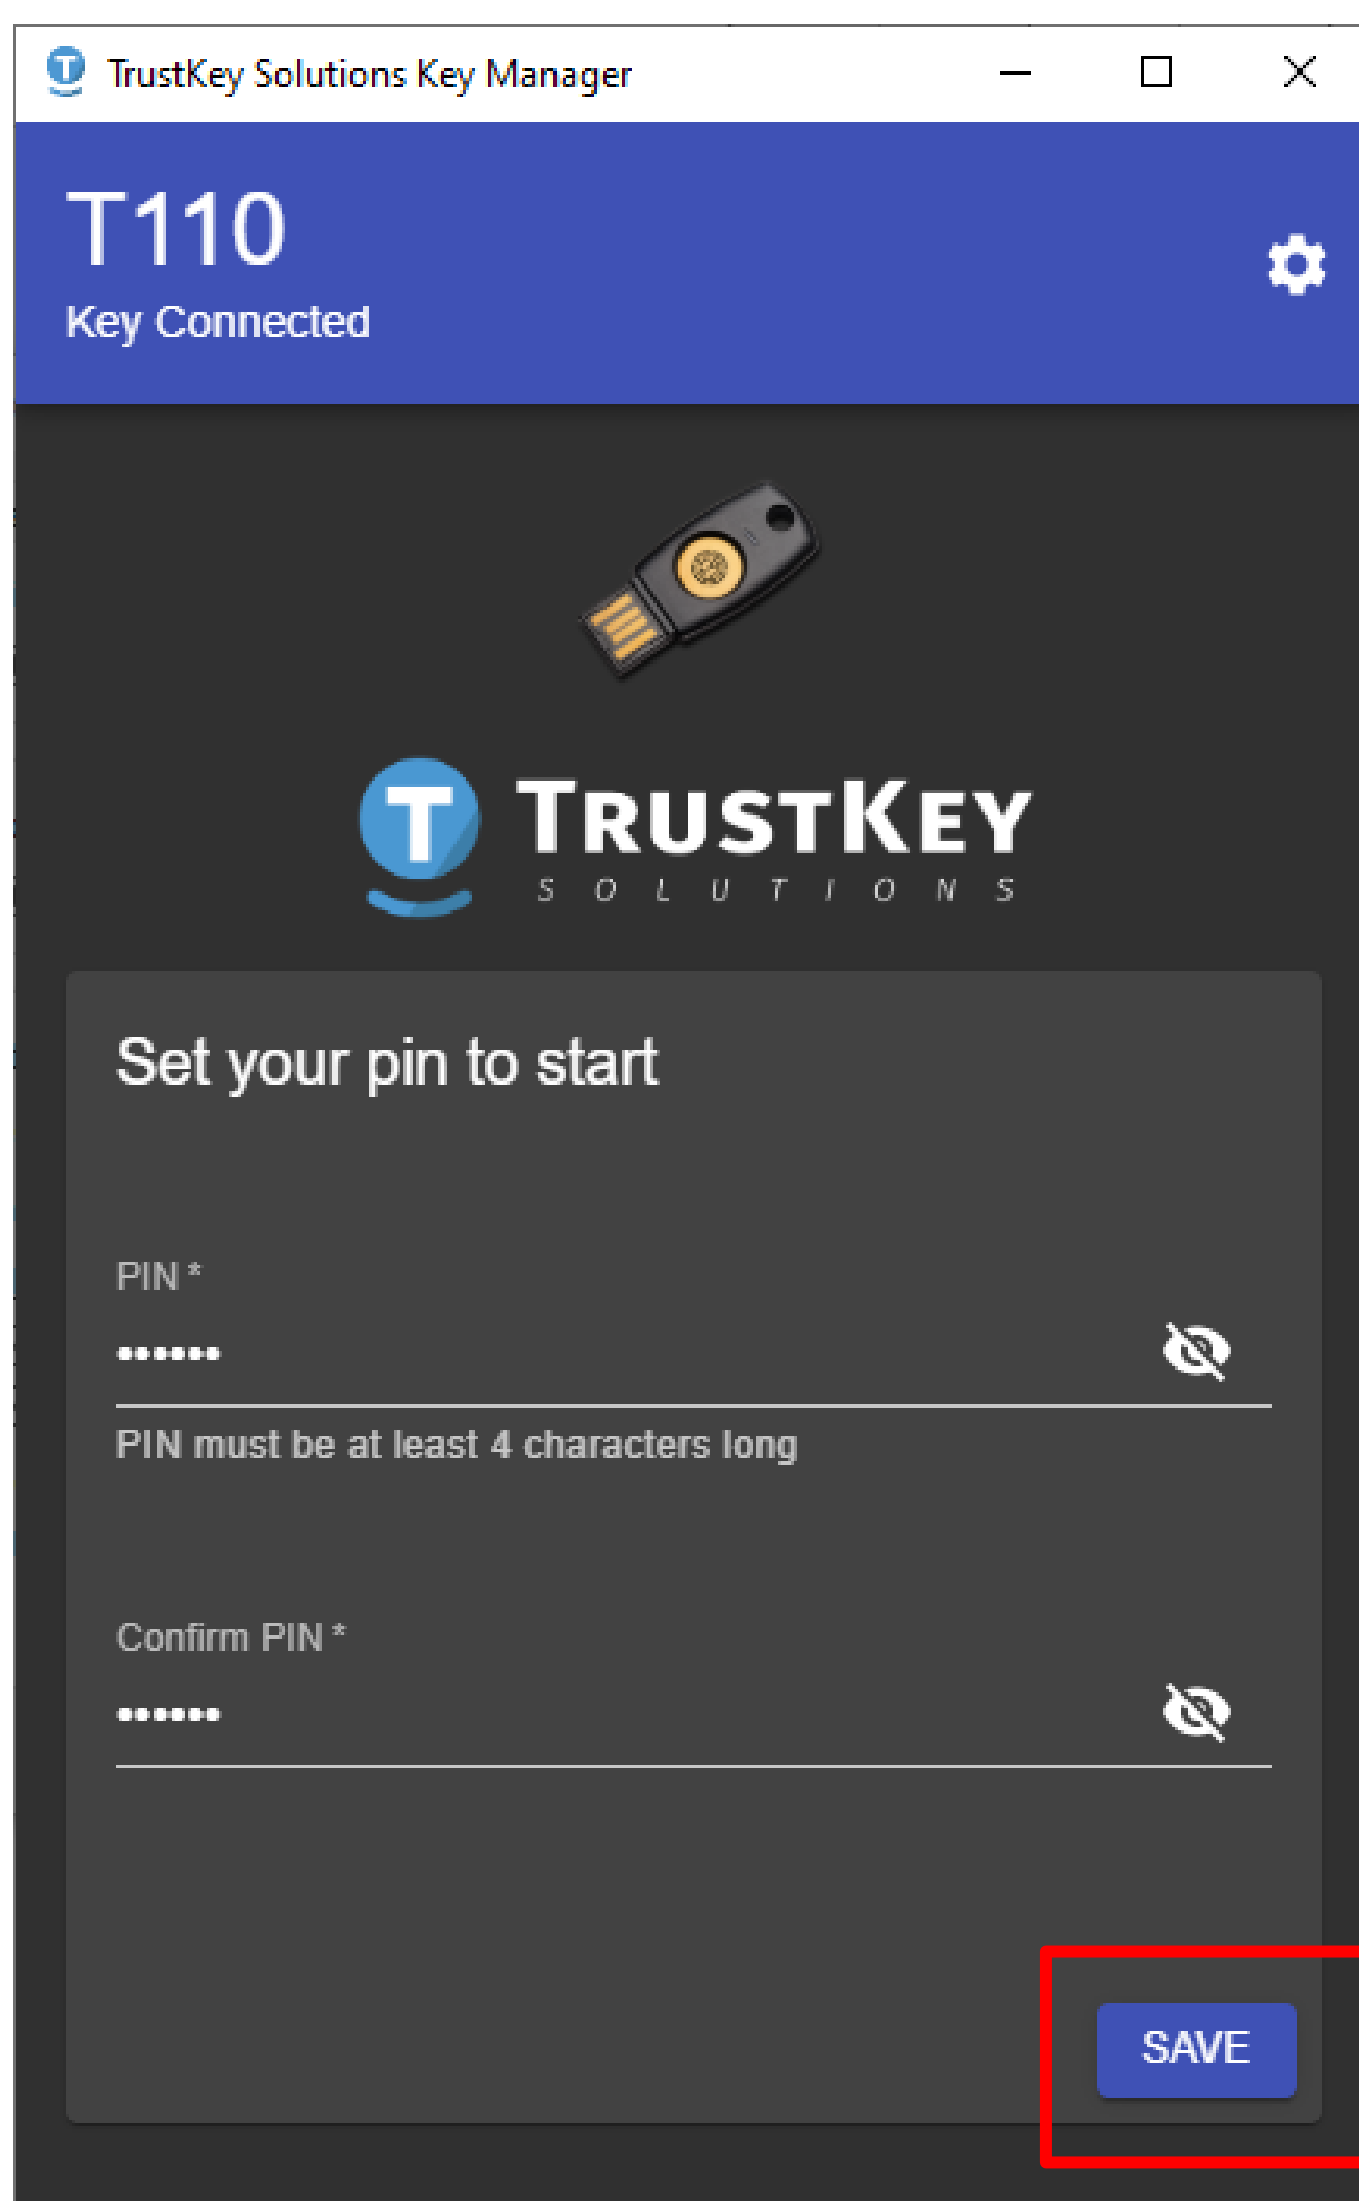 TrustKey Solutions Key Manager
T110
Key Connected
T TRUSTKEY
SOLUTIONS
Set your pin to start
PIN *
••••••
PIN must be at least 4 characters long
Confirm PIN *
••••••
SAVE